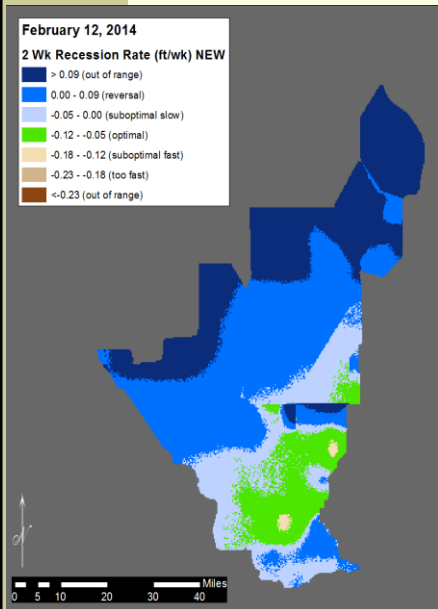 February 12, 2014
2 Wk Recession Rate (ft/wk) NEW
> 0.09 (out of range)
0.00 - 0.09 (reversal)
-0.05 - 0.00 (suboptimal slow)
-0.12 - -0.05 (optimal)
-0.18 - -0.12 (suboptimal fast)
-0.23 - -0.18 (too fast)
<-0.23 (out of range)
N
Miles
0 5 10 20 30 40